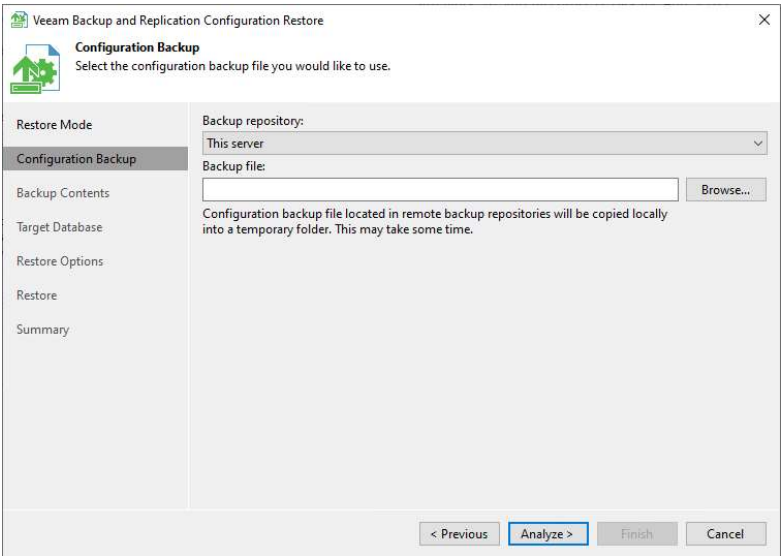 Veeam Backup and Replication Configuration Restore
Configuration Backup
Select the configuration backup file you would like to use.
Restore Mode
Configuration Backup
Backup Contents
Target Database
Restore Options
Restore
Summary
Backup repository:
This server
Backup file:
Browse...
Configuration backup file located in remote backup repositories will be copied locally
into a temporary folder. This may take some time.
< Previous
Analyze >
Finish
Cancel